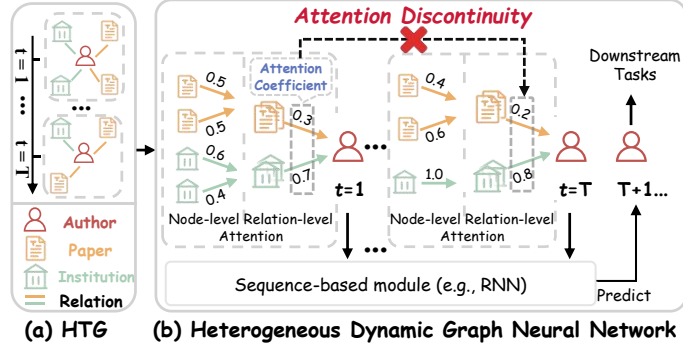 t=1
...
...
t=T
Author
Paper
Institution
Relation
(a) HTG
Attention Discontinuity
Attention
Coefficient
0.5
0.5
0.6
0.4
0.3
0.7
t=1
Node-level Relation-level
Attention
...
...
0.4
0.6
1.0
0.2
0.8
t=T
Node-level Relation-level
Attention
Downstream
Tasks
T+1...
Sequence-based module (e.g., RNN)
Predict
(b) Heterogeneous Dynamic Graph Neural Network